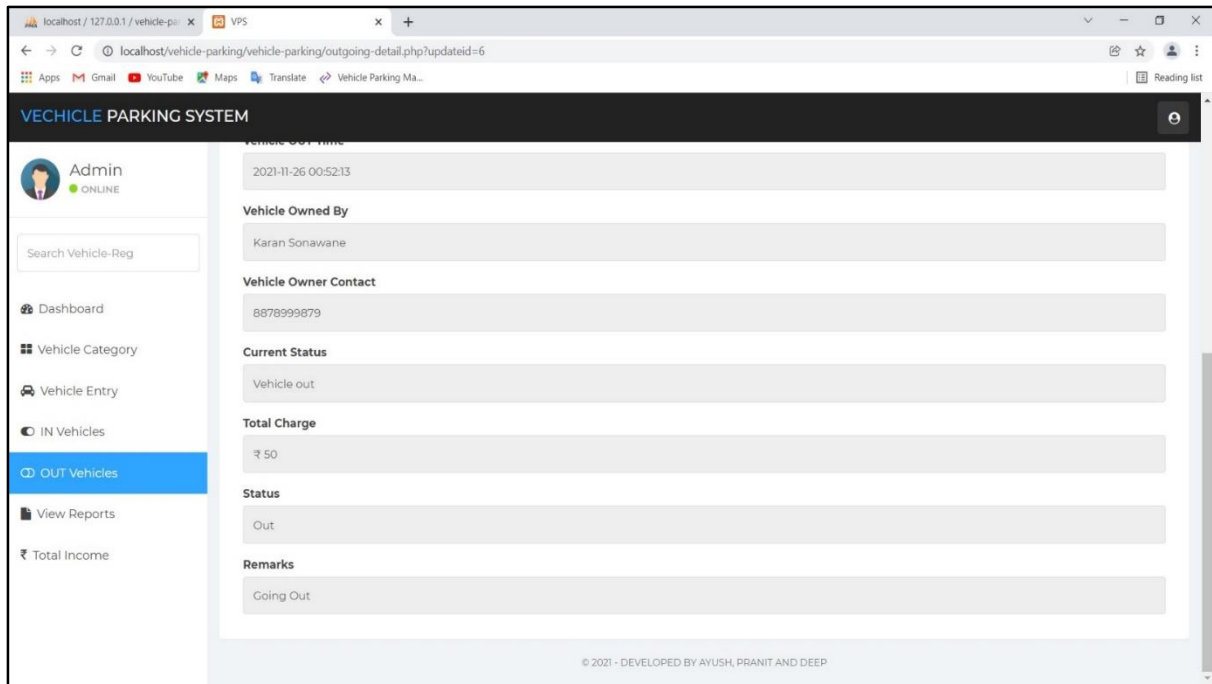 localhost / 127.0.0.1 / vehicle-pa
VPS
localhost/vehicle-parking/vehicle-parking/outgoing-detail.php?updateid=6
Apps Gmail YouTube Maps Translate Vehicle Parking Ma...
Reading list
VECHICLE PARKING SYSTEM
Admin
ONLINE
Search Vehicle-Reg
Dashboard
Vehicle Category
Vehicle Entry
IN Vehicles
OUT Vehicles
View Reports
₹ Total Income
Vehicle OUT Time
2021-11-26 00:52:13
Vehicle Owned By
Karan Sonawane
Vehicle Owner Contact
8878999879
Current Status
Vehicle out
Total Charge
₹ 50
Status
Out
Remarks
Going Out
© 2021 - DEVELOPED BY AYUSH, PRANIT AND DEEP